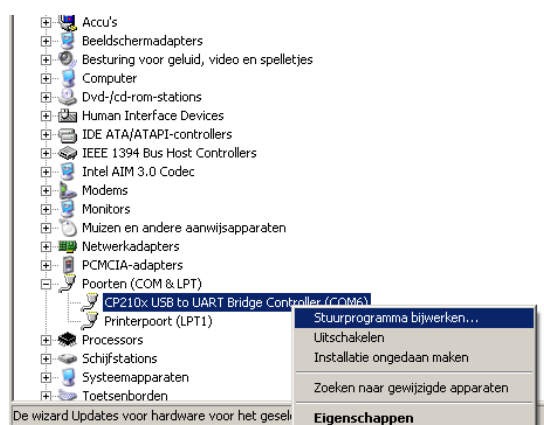 Accu's
Beeldschermadapters
Besturing voor geluid, video en spelletjes
Computer
Dvd-/cd-rom-stations
Human Interface Devices
IDE ATA/ATAPI-controllers
IEEE 1394 Bus Host Controllers
Intel AIM 3.0 Codec
Modems
Monitors
Muizen en andere aanwijsapparaten
Netwerkadapters
PCMCIA-adapters
Poorten (COM & LPT)
CP210x USB to UART Bridge Controller (COM6)
Printerpoort (LPT1)
Processors
Schijfstations
Systeemapparaten
Toetsenborden
Stuurprogramma bijwerken...
Uitschakelen
Installatie ongedaan maken
Zoeken naar gewijzigde apparaten
Eigenschappen
De wizard Updates voor hardware voor het gesel